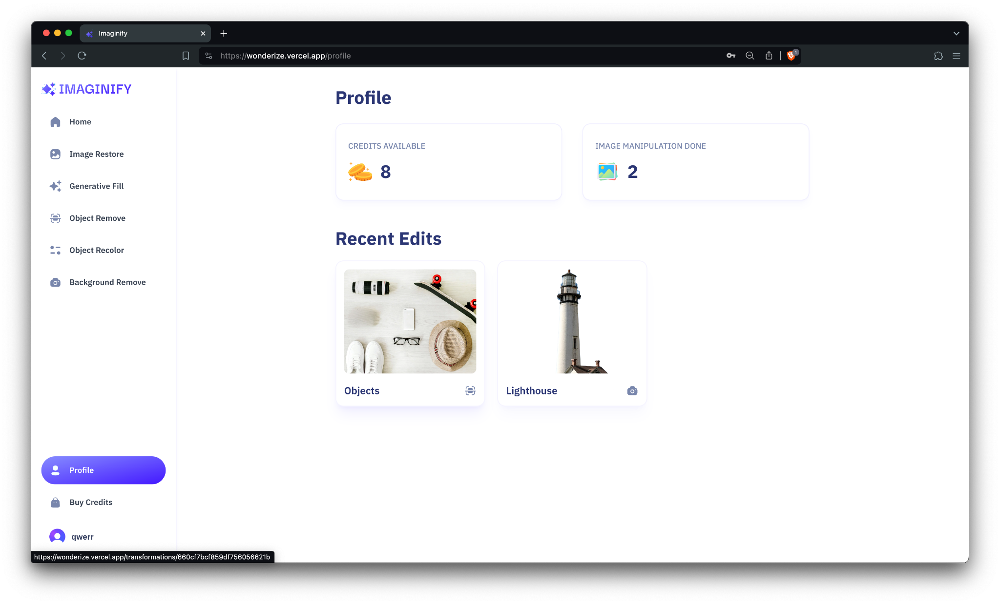 Imaginify
https://wonderize.vercel.app/profile
1
IMAGINIFY
Home
Image Restore
Generative Fill
Object Remove
Object Recolor
Background Remove
Profile
Buy Credits
qwerr
https://wonderize.vercel.app/transformations/660cf7bcf859df756056621b
Profile
CREDITS AVAILABLE
8
IMAGE MANIPULATION DONE
2
Recent Edits
Objects
Lighthouse